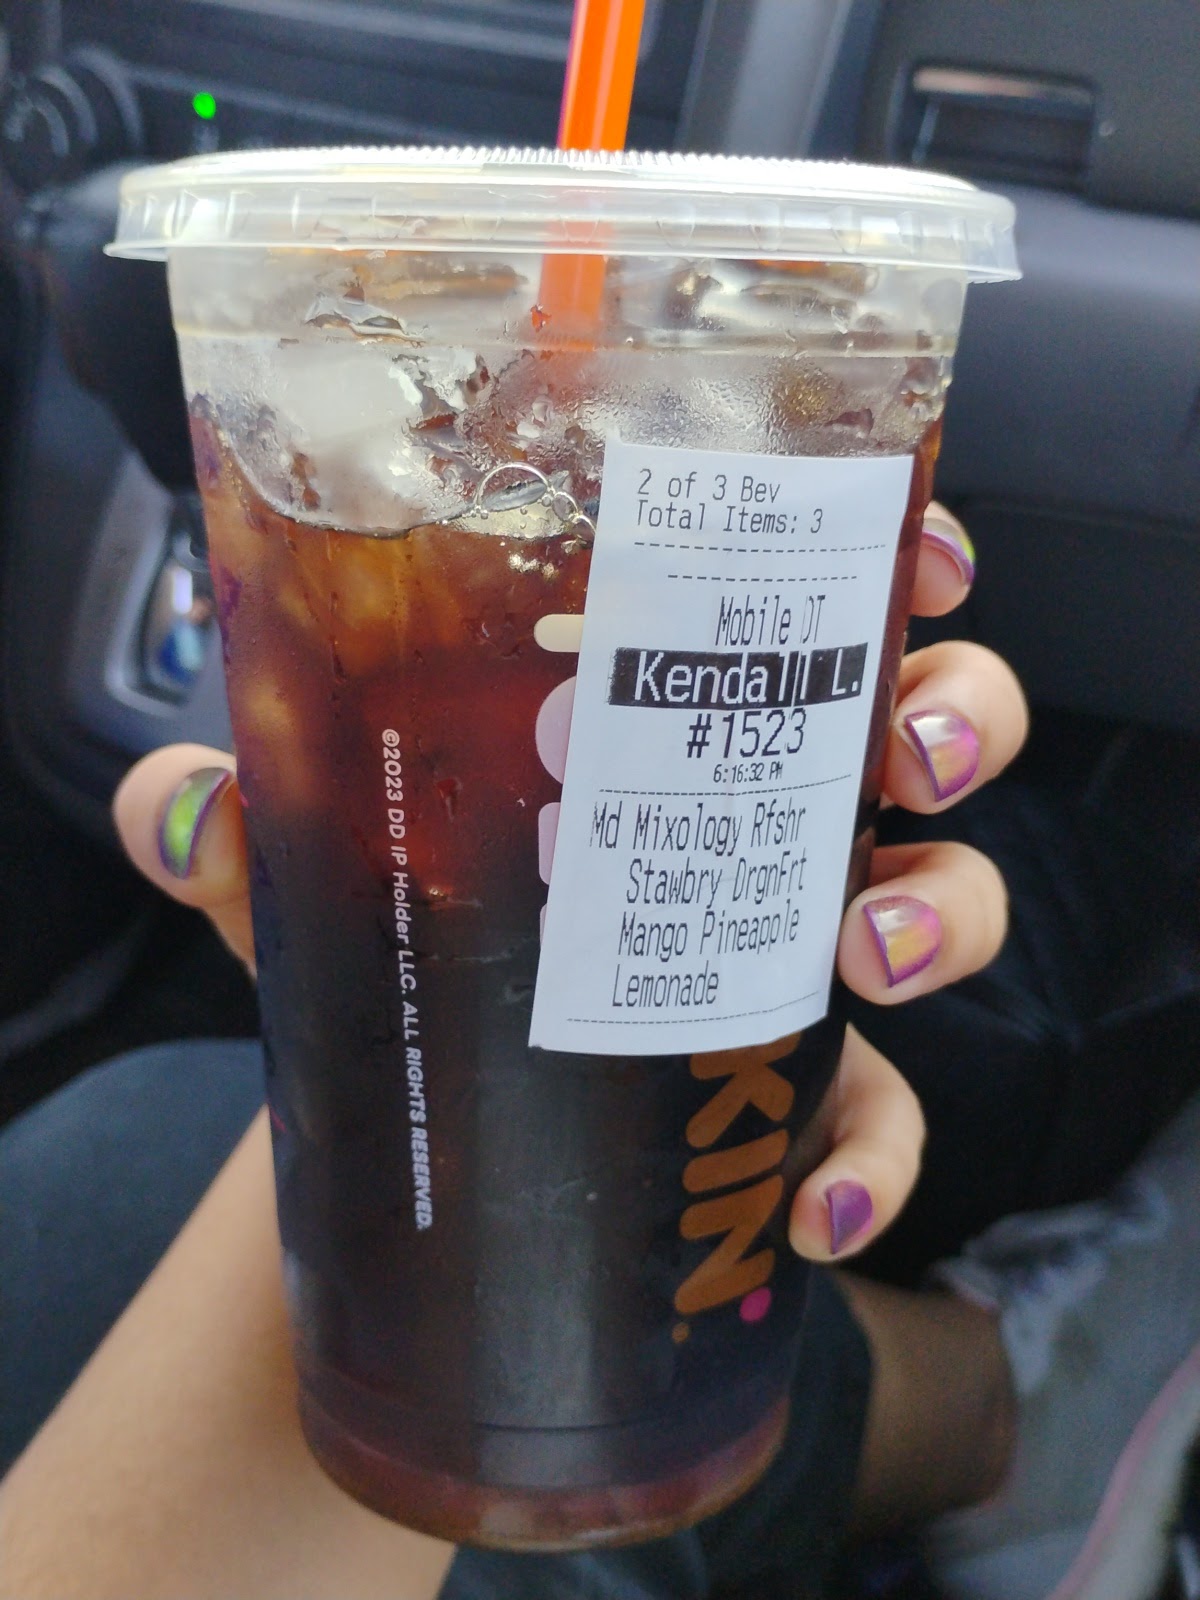 2 of 3 Bev
Total Items: 3
Mobile DT
Kendall L.
#1523
6:16:32 PM
Md Mixology Rfshr
Stawbry DrgnFrt
Mango Pineapple
Lemonade
©2023 DD IP Holder LLC. ALL RIGHTS RESERVED.
KIN